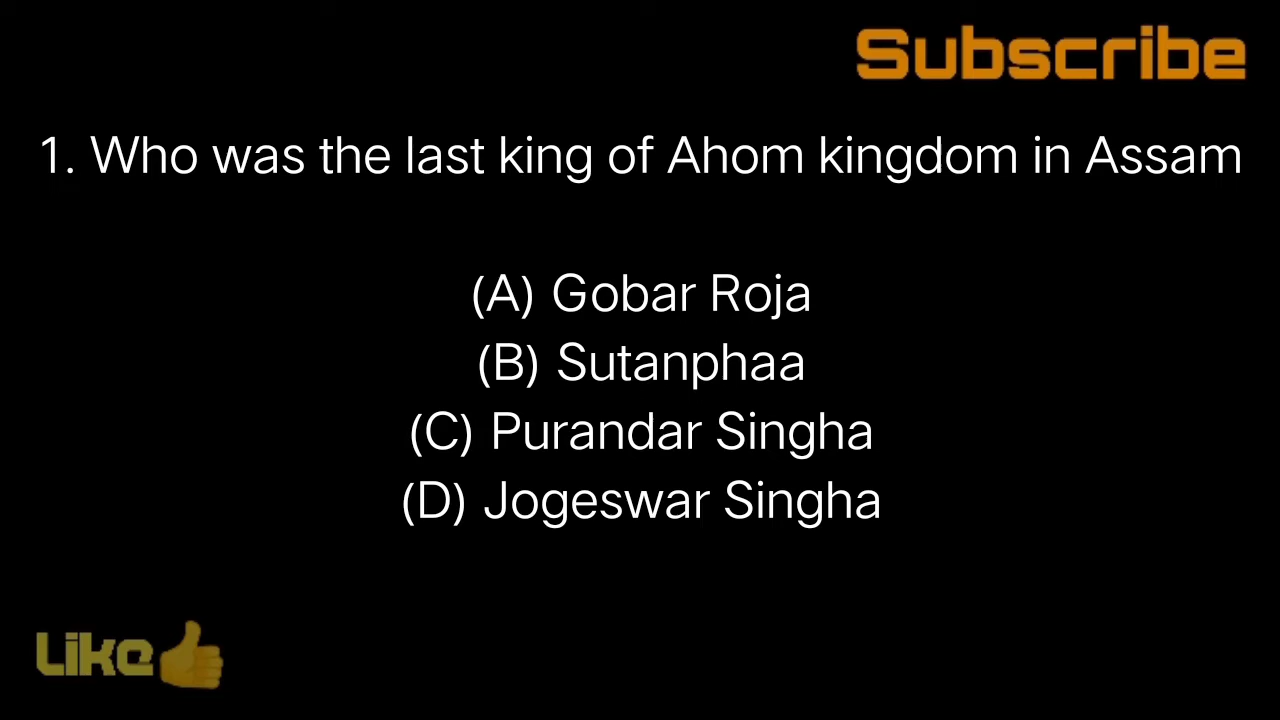 Subscribe
1. Who was the last king of Ahom kingdom in Assam
(A) Gobar Roja
(B) Sutanphaa
(C) Purandar Singha
(D) Jogeswar Singha
Like